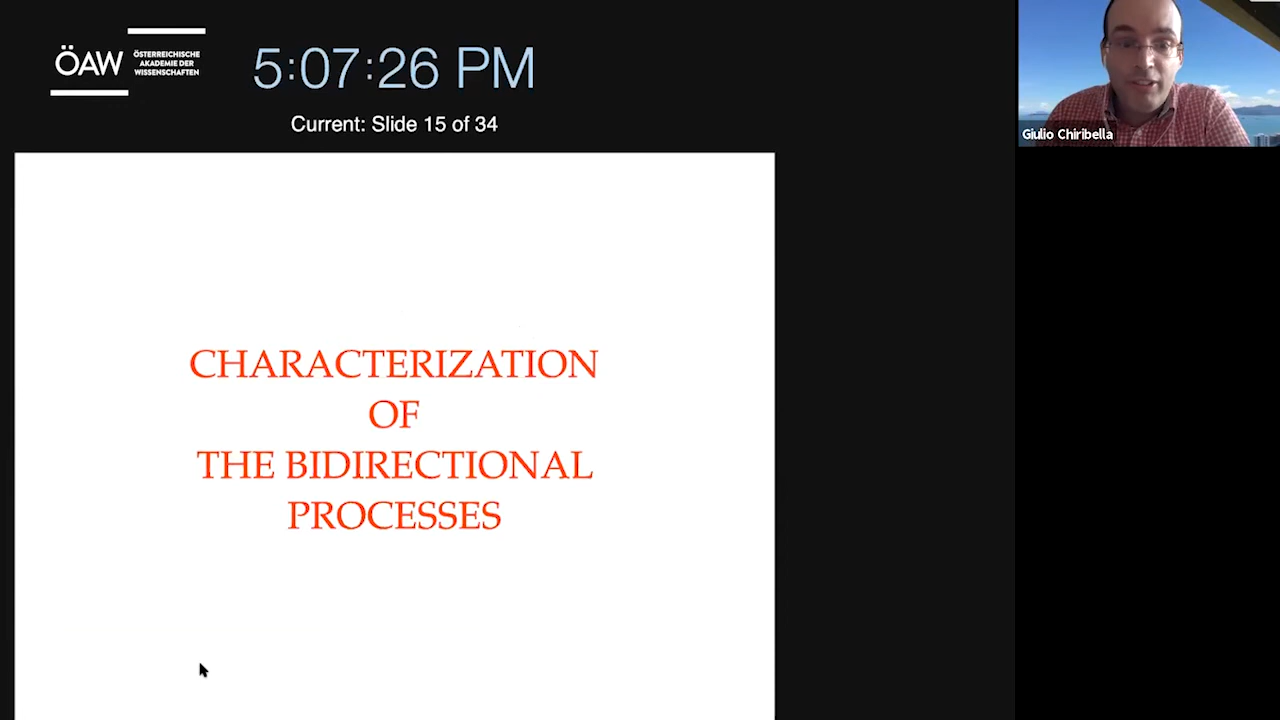 ÖAW
ÖSTERREICHISCHE
AKADEMIE DER
WISSENSCHAFTEN
5:07:26 PM
Current: Slide 15 of 34
Giulio Chiribella
CHARACTERIZATION
OF
THE BIDIRECTIONAL
PROCESSES